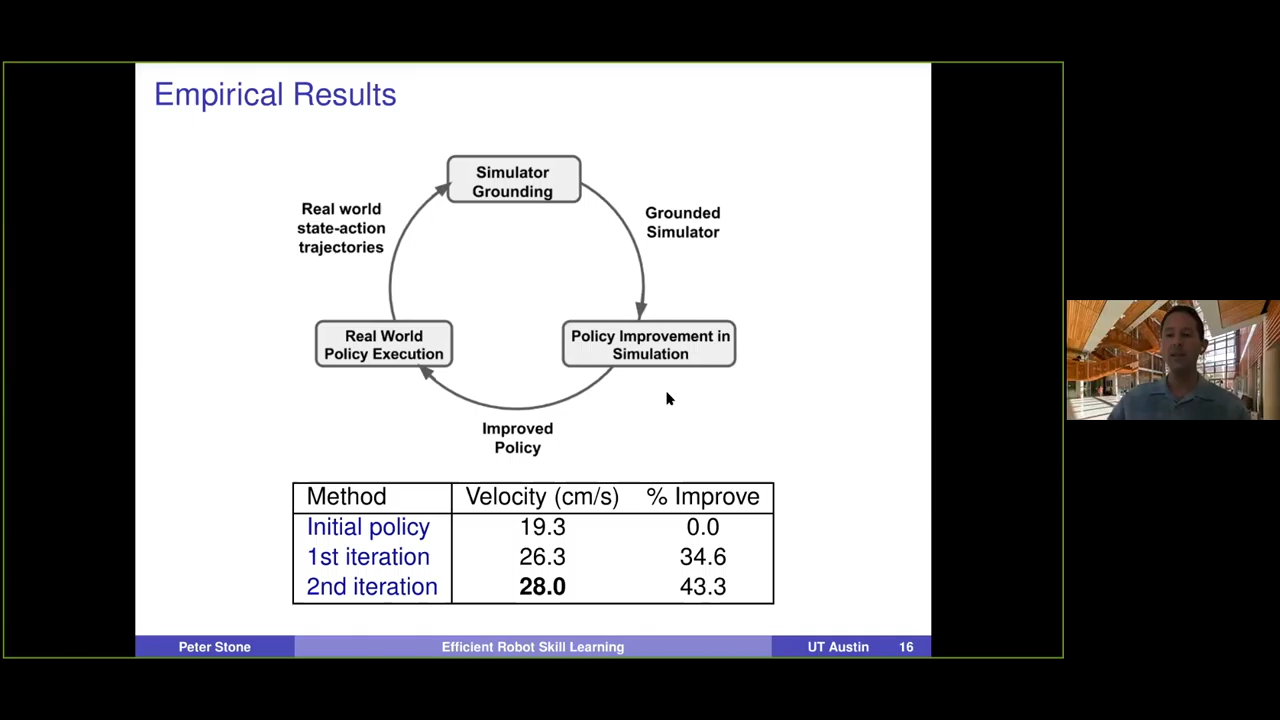 Empirical Results
Simulator
Grounding
Real world
state-action
trajectories
Grounded
Simulator
Real World
Policy Execution
Policy Improvement in
Simulation
Improved
Policy
Method Velocity (cm/s) % Improve
Initial policy 19.3 0.0
1st iteration 26.3 34.6
2nd iteration 28.0 43.3
Peter Stone Efficient Robot Skill Learning UT Austin 16